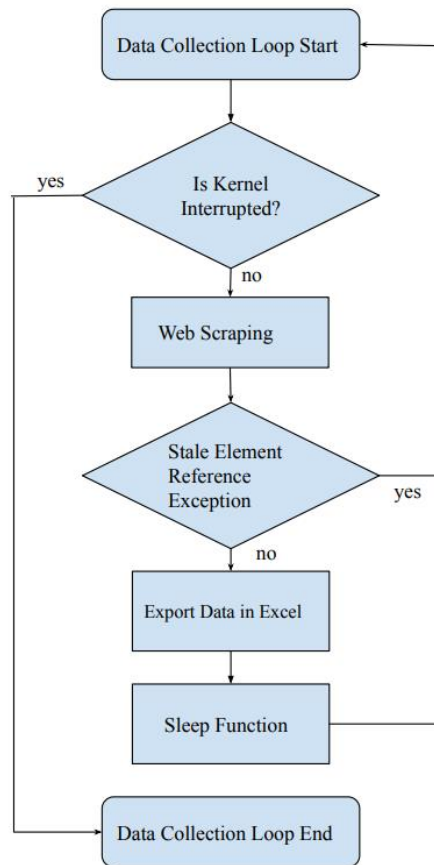 Data Collection Loop Start
yes
Is Kernel
Interrupted?
no
Web Scraping
Stale Element
Reference
Exception
yes
no
Export Data in Excel
Sleep Function
Data Collection Loop End